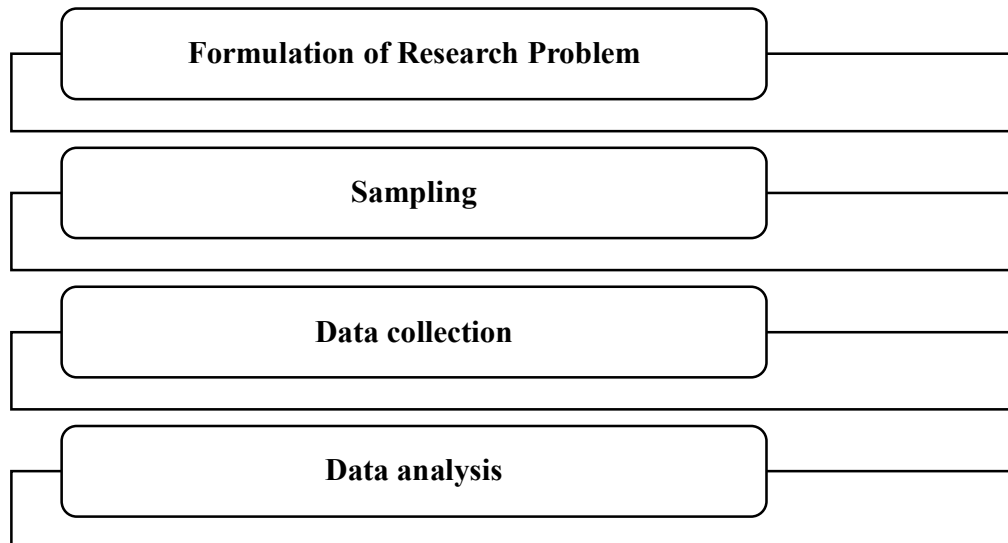 Formulation of Research Problem
Sampling
Data collection
Data analysis